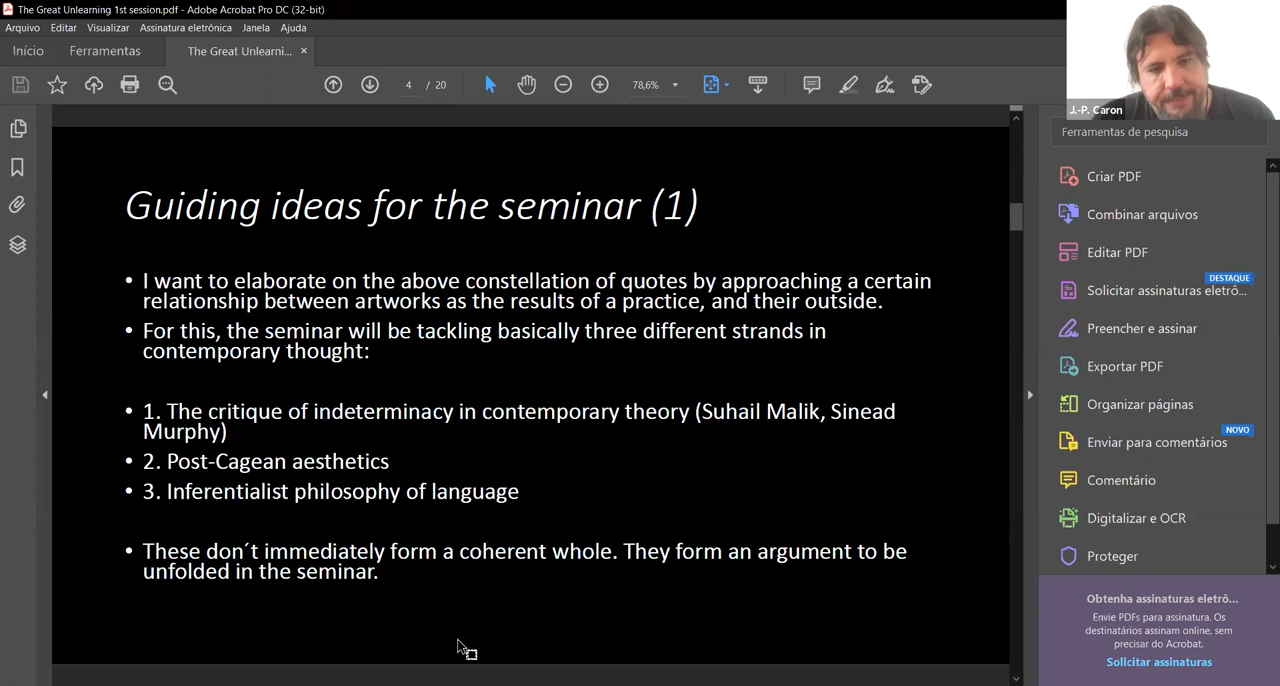 The Great Unlearning 1st session.pdf - Adobe Acrobat Pro DC (32-bit)
Arquivo Editar Visualizar Assinatura eletrônica Janela Ajuda
Início Ferramentas The Great Unlearni... ×
4 / 20 78,6%
J.-P. Caron
Ferramentas de pesquisa
Guiding ideas for the seminar (1)
• I want to elaborate on the above constellation of quotes by approaching a certain
relationship between artworks as the results of a practice, and their outside.
• For this, the seminar will be tackling basically three different strands in
contemporary thought:
• 1. The critique of indeterminacy in contemporary theory (Suhail Malik, Sinead
Murphy)
• 2. Post-Cagean aesthetics
• 3. Inferentialist philosophy of language
• These don´t immediately form a coherent whole. They form an argument to be
unfolded in the seminar.
Criar PDF
Combinar arquivos
Editar PDF
DESTAQUE
Solicitar assinaturas eletrô...
Preencher e assinar
Exportar PDF
Organizar páginas
NOVO
Enviar para comentários
Comentário
Digitalizar e OCR
Proteger
Obtenha assinaturas eletrô...
Envie PDFs para assinatura. Os
destinatários assinam online, sem
precisar do Acrobat.
Solicitar assinaturas